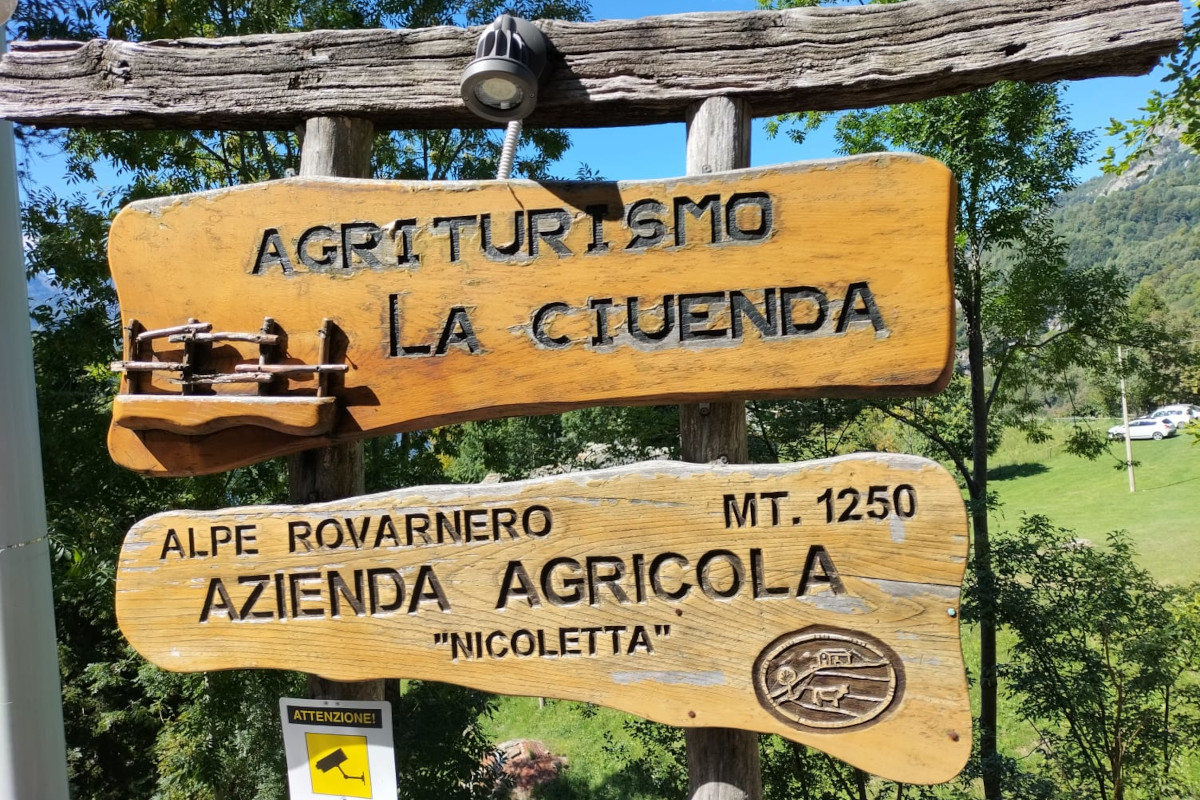 AGRITURISMO
LA CIUENDA
ALPE ROVARNERO MT. 1250
AZIENDA AGRICOLA
"NICOLETTA"
ATTENZIONE!